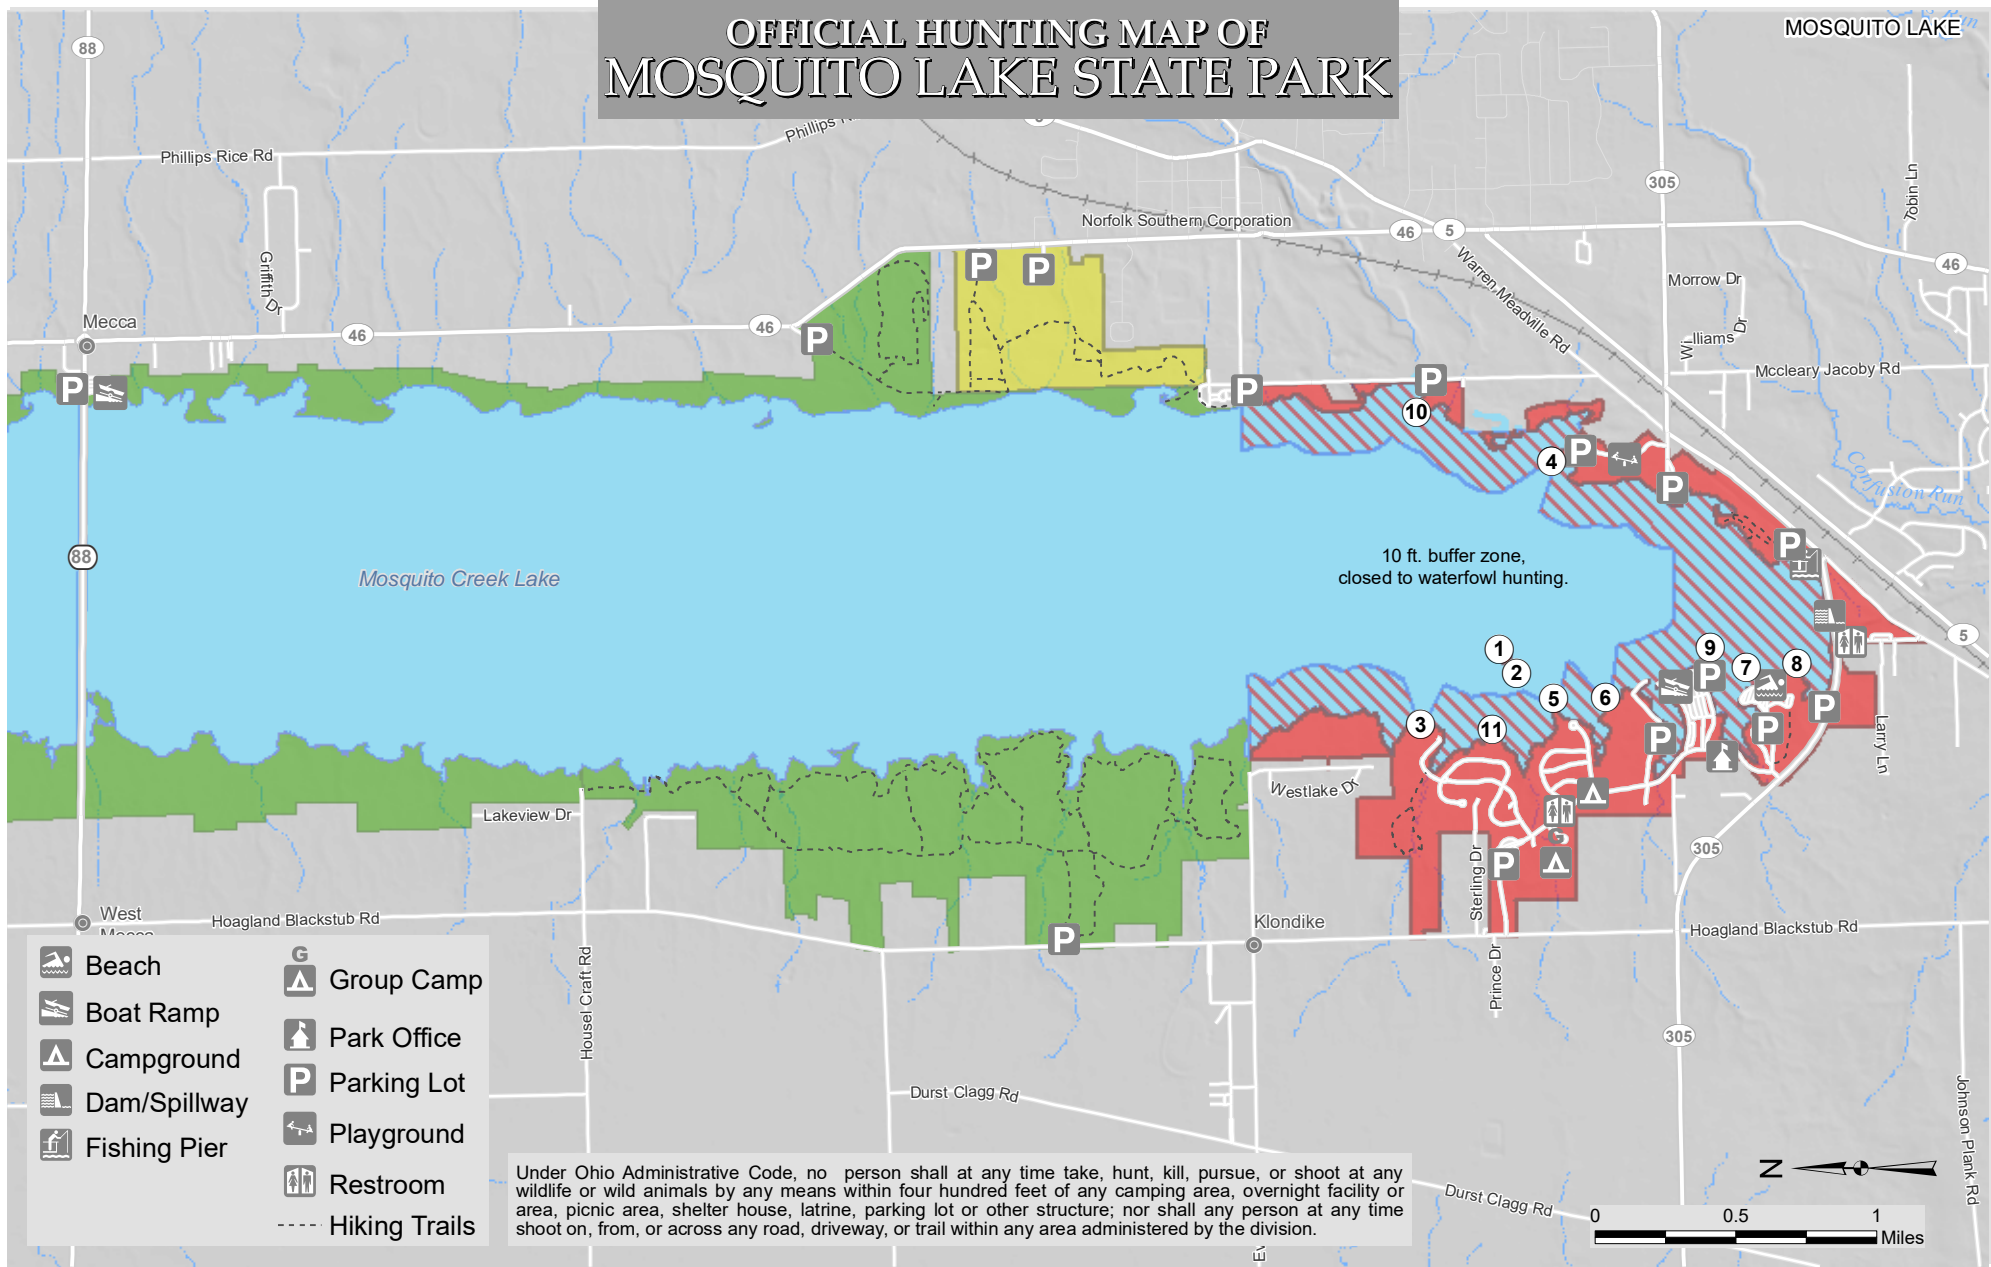 OFFICIAL HUNTING MAP OF
MOSQUITO LAKE STATE PARK
MOSQUITO LAKE
88
Phillips Rice Rd
Phillips
305
Tobin Ln
Norfolk Southern Corporation
46
5
46
Griffith Dr
Warren Meadville Rd
Morrow Dr
Williams Dr
Mecca
46
46
Mccleary Jacoby Rd
P
P
P
P
P
P
10
4
P
P
Confusion Run
88
Mosquito Creek Lake
10 ft. buffer zone,
closed to waterfowl hunting.
P
5
1
2
9
7
8
5
6
3
11
P
P
P
P
Larry Ln
Westlake Dr
Lakeview Dr
G
P
305
Sterling Dr
West
Hoagland Blackstub Rd
P
Klondike
Hoagland Blackstub Rd
Housel Craft Rd
Prince Dr
305
Durst Clagg Rd
Johnson Plank Rd
Durst Clagg Rd
Beach
Boat Ramp
Campground
Dam/Spillway
Fishing Pier
G
Group Camp
Park Office
P Parking Lot
Playground
Restroom
Hiking Trails
Under Ohio Administrative Code, no person shall at any time take, hunt, kill, pursue, or shoot at any
wildlife or wild animals by any means within four hundred feet of any camping area, overnight facility or
area, picnic area, shelter house, latrine, parking lot or other structure; nor shall any person at any time
shoot on, from, or across any road, driveway, or trail within any area administered by the division.
N
0 0.5 1
Miles